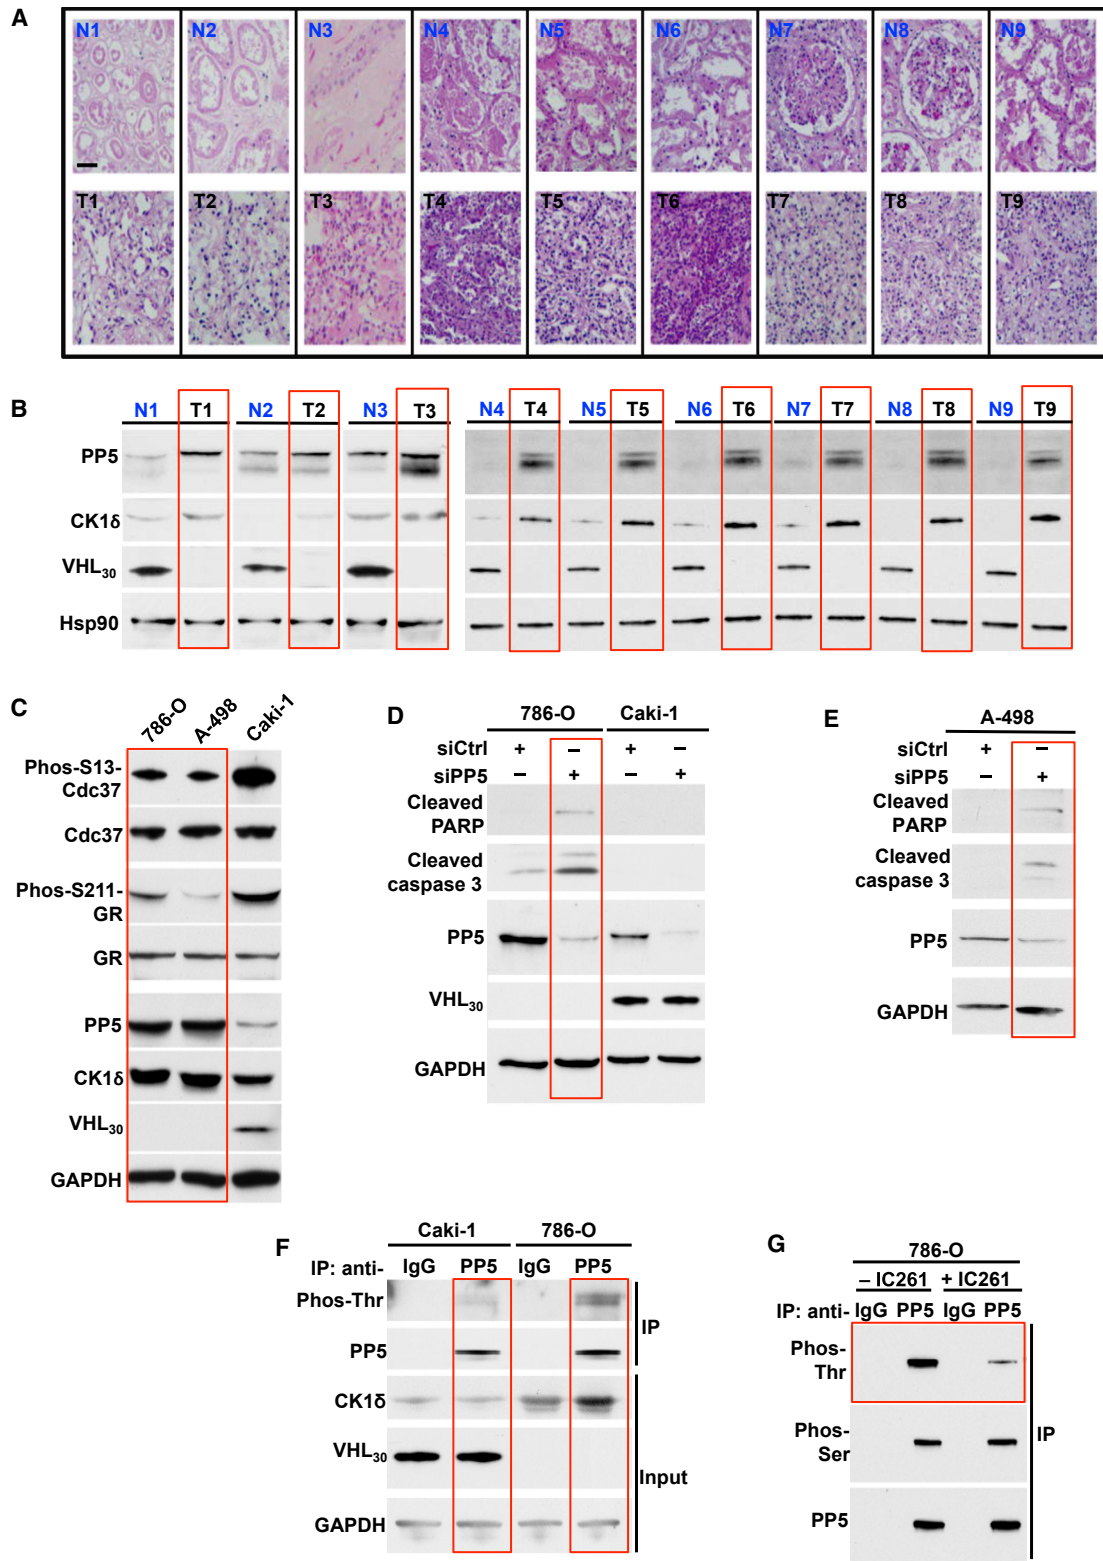 A
N1 N2 N3 N4 N5 N6 N7 N8 N9
T1 T2 T3 T4 T5 T6 T7 T8 T9
B
N1 T1 N2 T2 N3 T3 N4 T4 N5 T5 N6 T6 N7 T7 N8 T8 N9 T9
PP5
CK1δ
VHL30
Hsp90
C
786-O A-498 Caki-1
Phos-S13-
Cdc37
Cdc37
Phos-S211-
GR
GR
PP5
CK1δ
VHL30
GAPDH
D
786-O Caki-1
siCtrl + – + –
siPP5 – + – +
Cleaved
PARP
Cleaved
caspase 3
PP5
VHL30
GAPDH
E
A-498
siCtrl + –
siPP5 – +
Cleaved
PARP
Cleaved
caspase 3
PP5
GAPDH
F
Caki-1 786-O
IP: anti- IgG PP5 IgG PP5
Phos-Thr
PP5
IP
CK1δ
VHL30
Input
GAPDH
G
786-O
– IC261 + IC261
IP: anti- IgG PP5 IgG PP5
Phos-
Thr
Phos-
Ser
IP
PP5